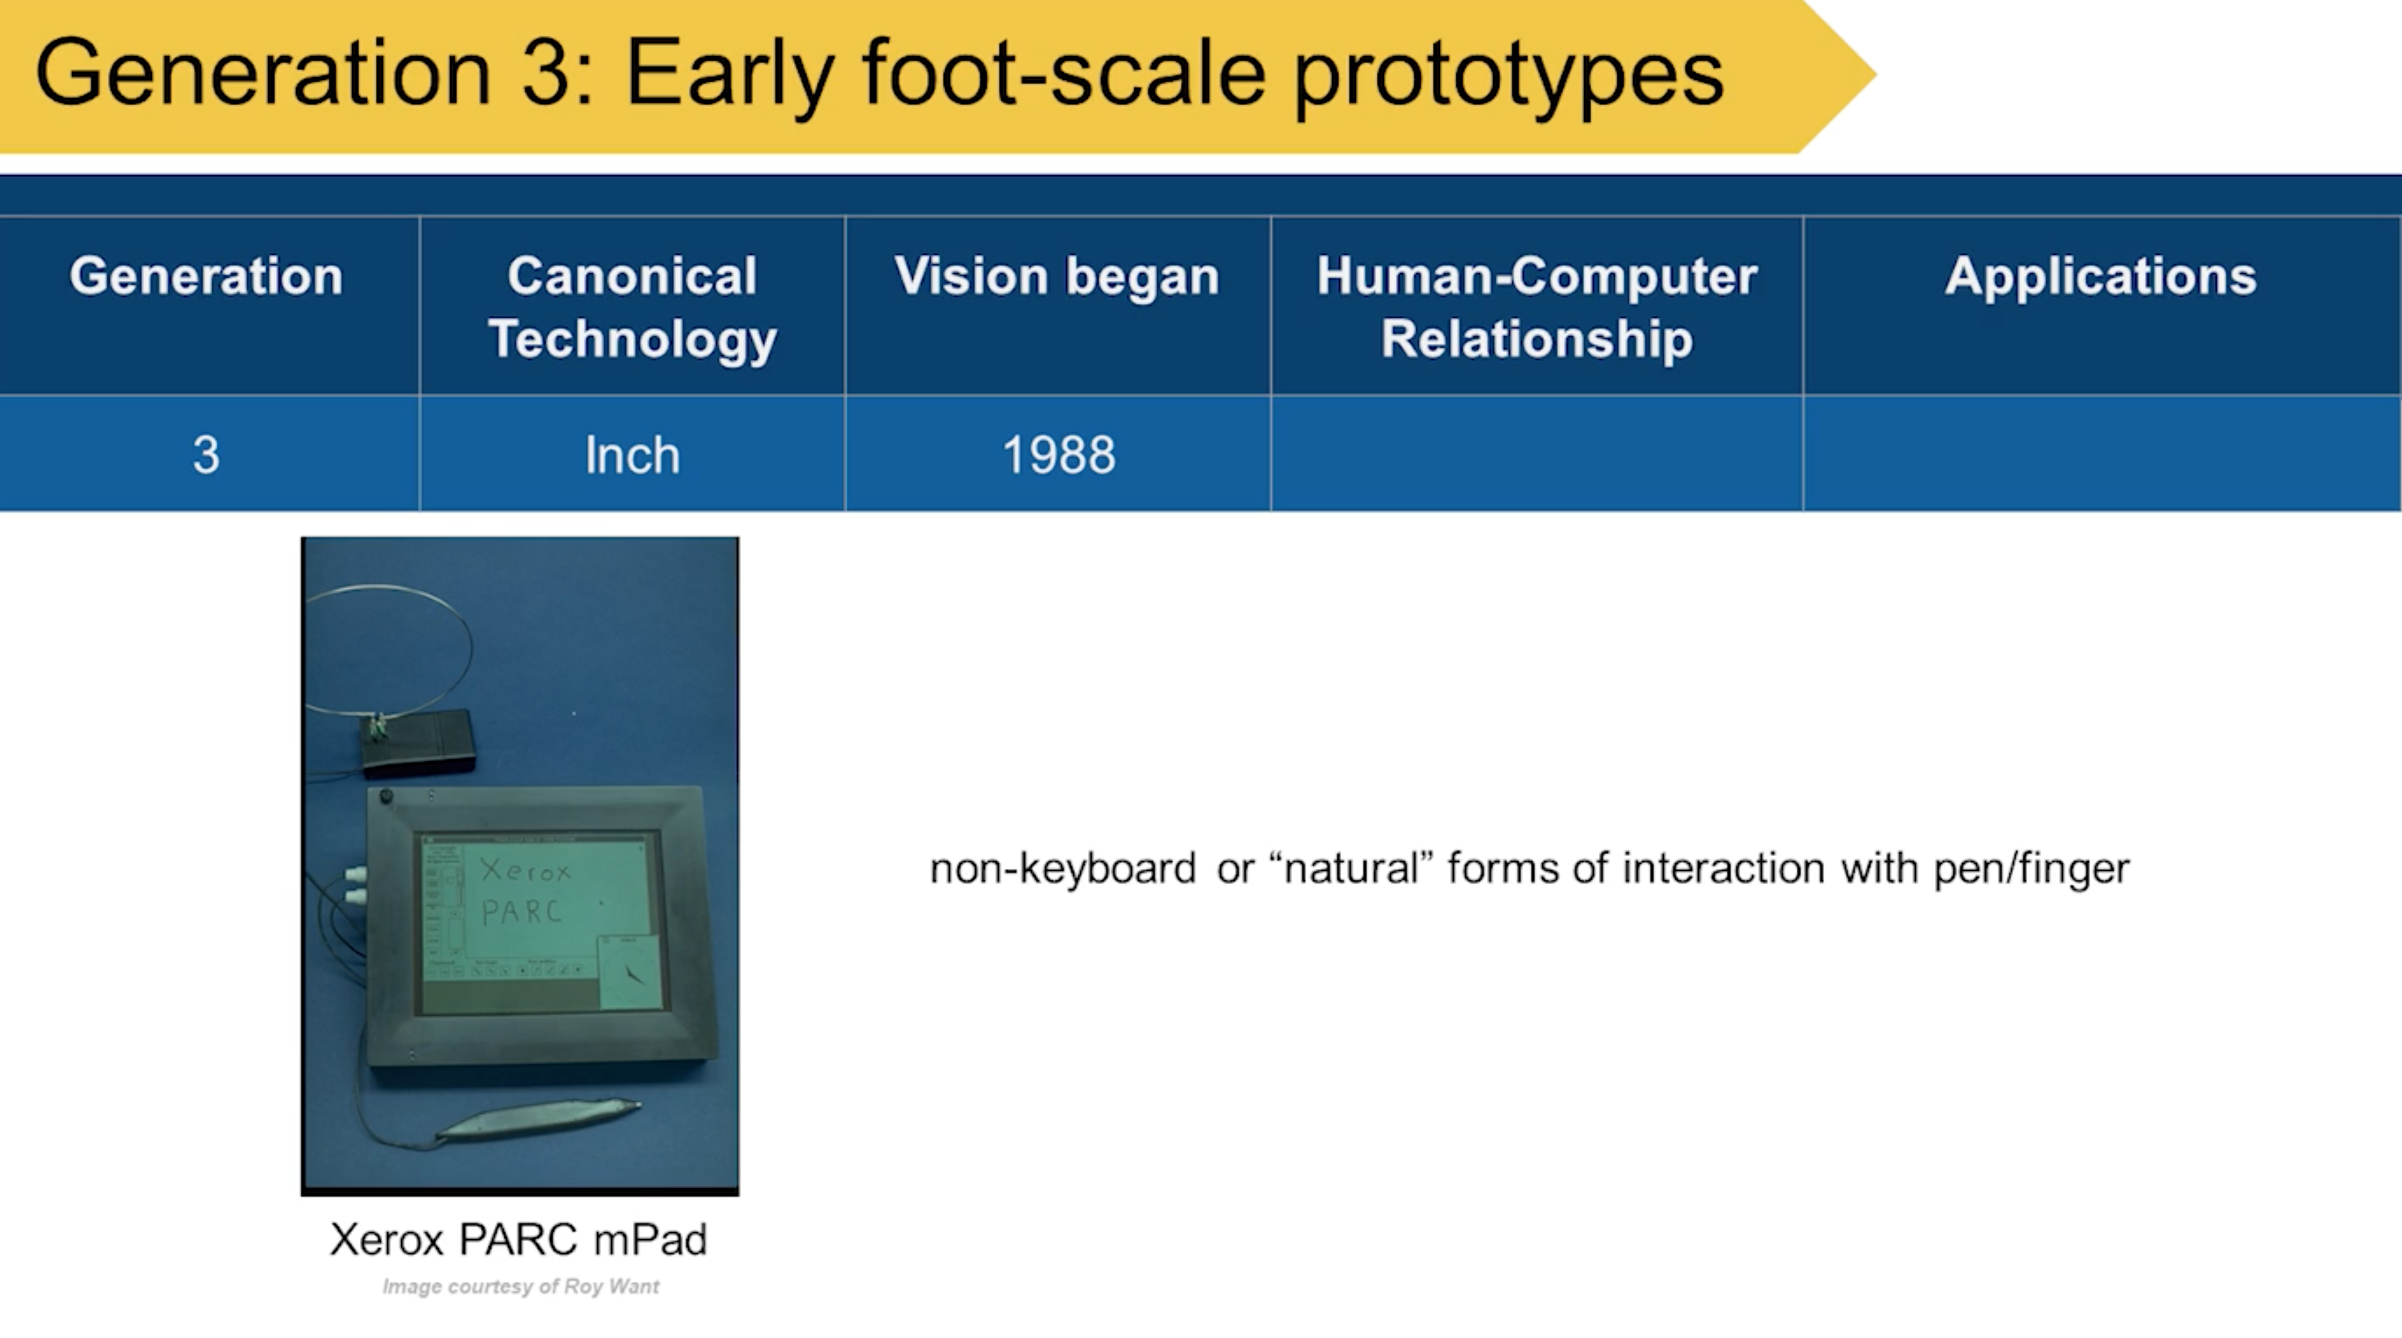 Generation 3: Early foot-scale prototypes
Generation
Canonical
Technology
Vision began
Human-Computer
Relationship
Applications
3
Inch
1988
Xerox
PARC
non-keyboard or “natural” forms of interaction with pen/finger
Xerox PARC mPad
Image courtesy of Roy Want